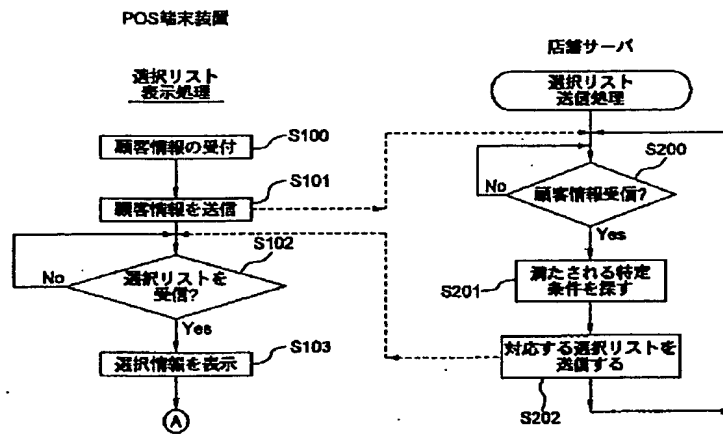 POS端末装置
選択リスト
表示処理
顧客情報の受付
S100
顧客情報を送信
S101
選択リストを
受信?
S102
No
Yes
選択情報を表示
S103
A
店舗サーバ
選択リスト
送信処理
顧客情報受信?
S200
No
Yes
満たされる特定
条件を探す
S201
対応する選択リストを
送信する
S202